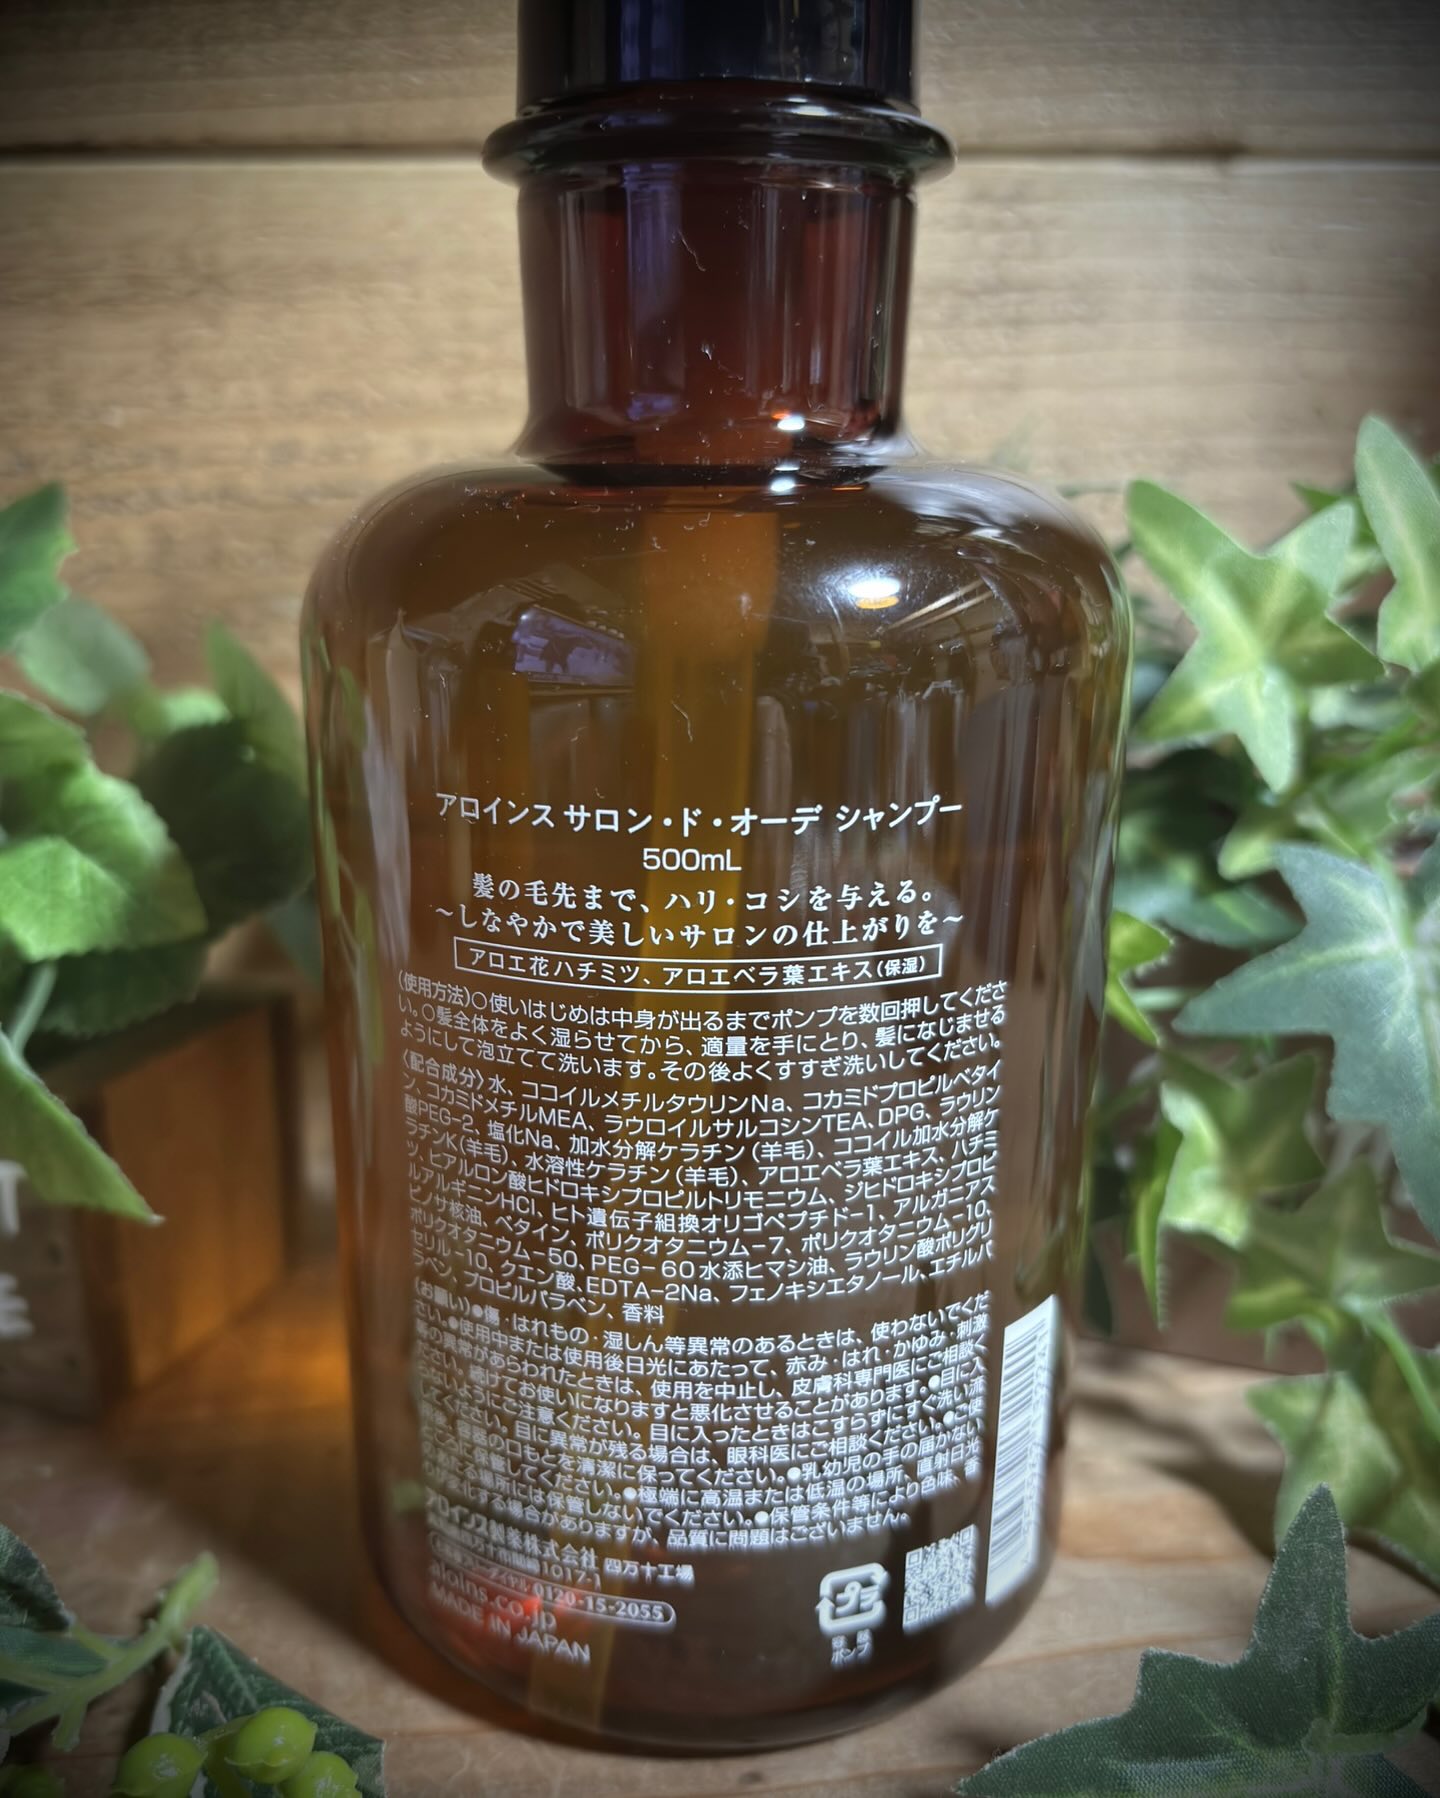 アロインス サロン・ド・オーデ シャンプー
500mL
髪の毛先まで、ハリ・コシを与える。
〜しなやかで美しいサロンの仕上がりを〜
アロエ花ハチミツ、アロエベラ葉エキス(保湿)
〈使用方法〉○使いはじめは中身が出るまでポンプを数回押してくださ
い。○髪全体をよく湿らせてから、適量を手にとり、髪になじませる
ようにして泡立てて洗います。その後よくすすぎ洗いしてください。
〈配合成分〉水、ココイルメチルタウリンNa、コカミドプロピルベタイ
ン、コカミドメチルMEA、ラウロイルサルコシンTEA、DPG、ラウリン
酸PEG-2、塩化Na、加水分解ケラチン(羊毛)、ココイル加水分解ケ
ラチンK(羊毛)、水溶性ケラチン(羊毛)、アロエベラ葉エキス、ハチミ
ツ、ヒアルロン酸ヒドロキシプロピルトリモニウム、ジヒドロキシプロピ
ルアルギニンHCl、ヒト遺伝子組換オリゴペプチド-1、アルガニアス
ピノサ核油、ベタイン、ポリクオタニウム-7、ポリクオタニウム-10、
ポリクオタニウム-50、PEG-60水添ヒマシ油、ラウリン酸ポリグリ
セリル-10、クエン酸、EDTA-2Na、フェノキシエタノール、エチルパ
ラベン、プロピルパラベン、香料
〈お願い〉●傷・はれもの・湿しん等異常のあるときは、使わないでくだ
さい。●使用中または使用後日光にあたって、赤み・はれ・かゆみ・刺激
等の異常があらわれたときは、使用を中止し、皮膚科専門医にご相談く
ださい。続けてお使いになりますと悪化させることがあります。●目に入
らないようにご注意ください。目に入ったときはこすらずにすぐ洗い流
してください。目に異常が残る場合は、眼科医にご相談ください。●ご使
用後、容器の口もとを清潔に保ってください。●乳幼児の手の届かない
ところに保管してください。●極端に高温または低温の場所、直射日光
のあたる場所には保管しないでください。●保管条件等により色味、香
りが変化する場合がありますが、品質に問題はございません。
アロインス製薬株式会社 四万十工場
1017-1
0120-15-2055
aloins.co.jp
MADE IN JAPAN
プラ
容器
ポンプ